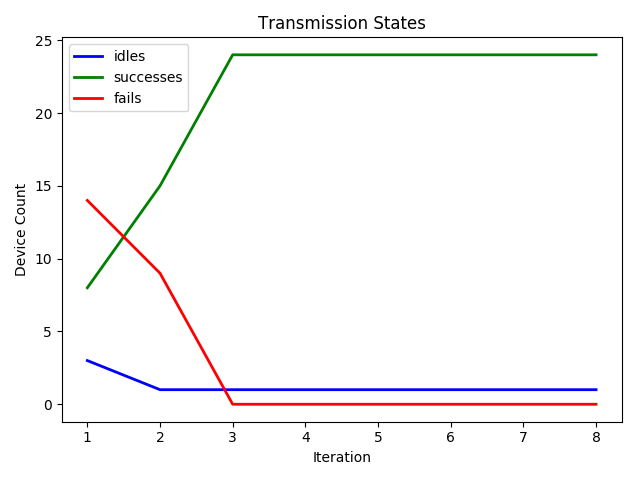 Transmission States
idles
successes
fails
Device Count
25
20
15
10
5
0
1 2 3 4 5 6 7 8
Iteration